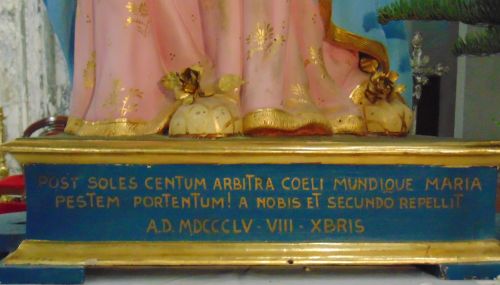 POST SOLES CENTUM ARBITRA COELI MUNDIQUE MARIA
PESTEM PORTENTUM! A NOBIS ET SECUNDO REPELLIT
A.D. MDCCCLV - VIII - XBRIS